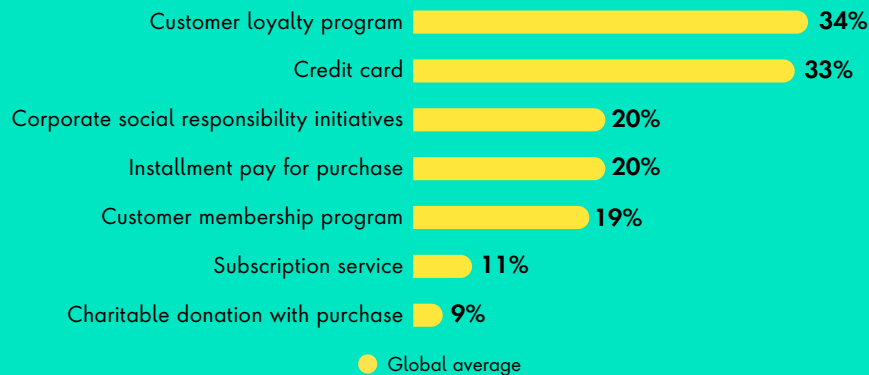 Customer loyalty program 34%
Credit card 33%
Corporate social responsibility initiatives 20%
Installment pay for purchase 20%
Customer membership program 19%
Subscription service 11%
Charitable donation with purchase 9%
Global average